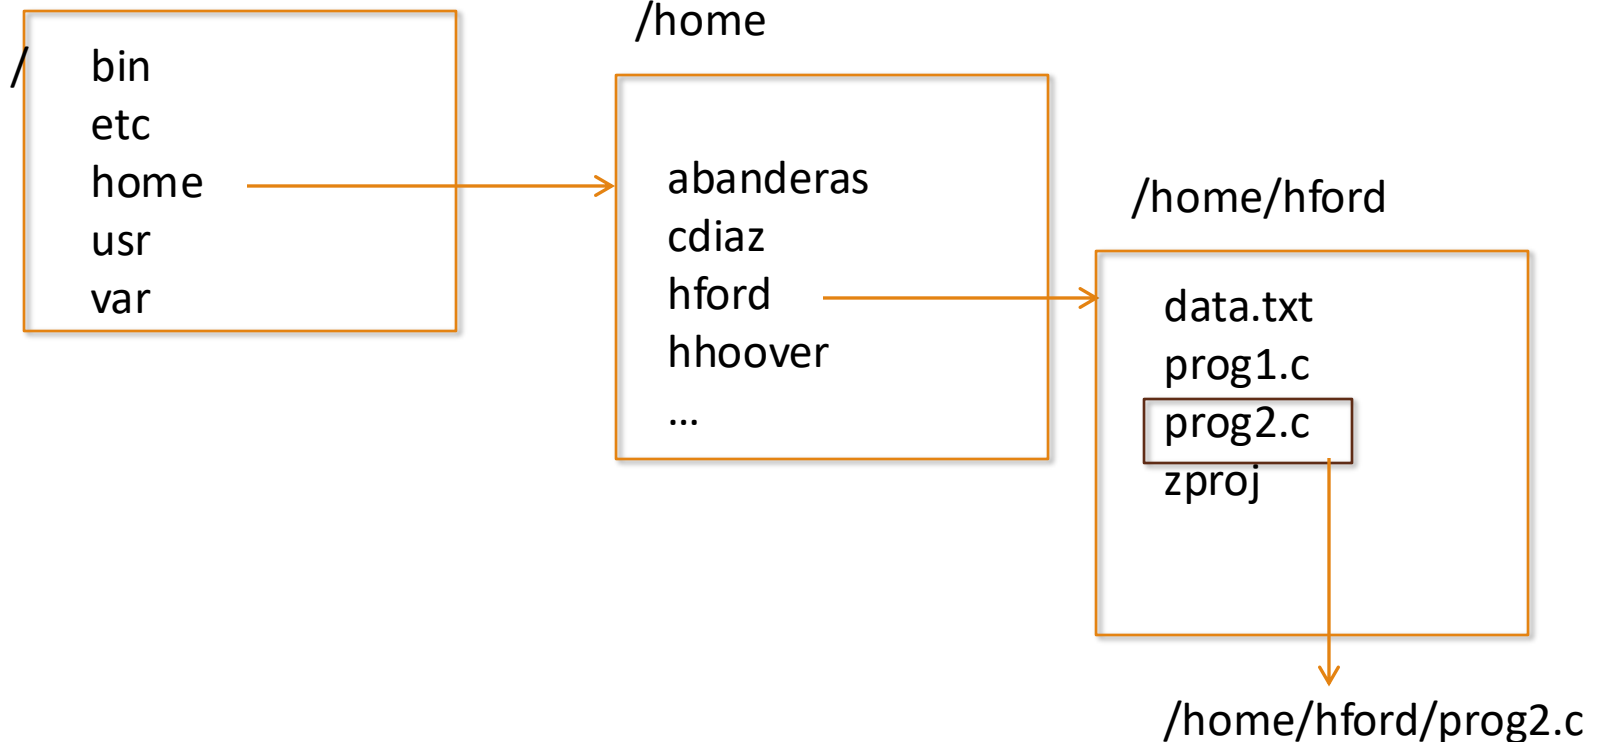 /
bin
etc
home
usr
var
/home
abanderas
cdiaz
hford
hhoover
...
/home/hford
data.txt
prog1.c
prog2.c
zproj
/home/hford/prog2.c